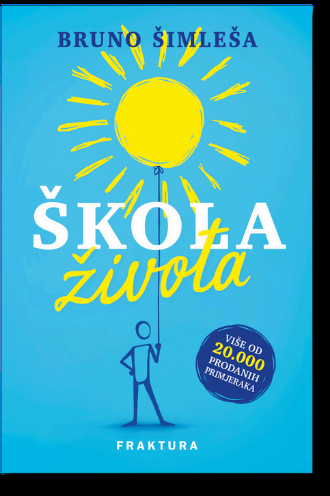 BRUNO ŠIMLEŠA
ŠKOLA
života
VIŠE OD
20.000
PRODANIH
PRIMJERAKA
FRAKTURA